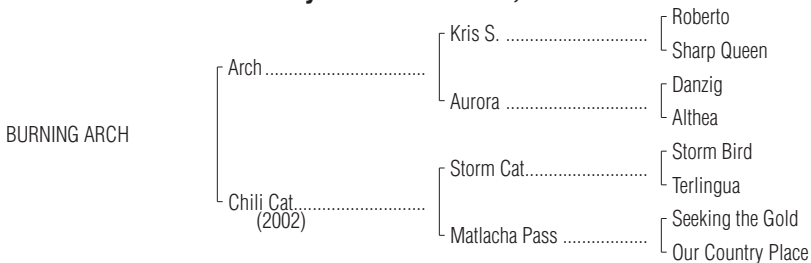 Roberto
Kris S. ................................
Sharp Queen
Arch ....................................
Danzig
Aurora ................................
Althea
BURNING ARCH
Storm Bird
Storm Cat...........................
Terlingua
Chili Cat.............................
(2002)
Seeking the Gold
Matlacha Pass ...................
Our Country Place